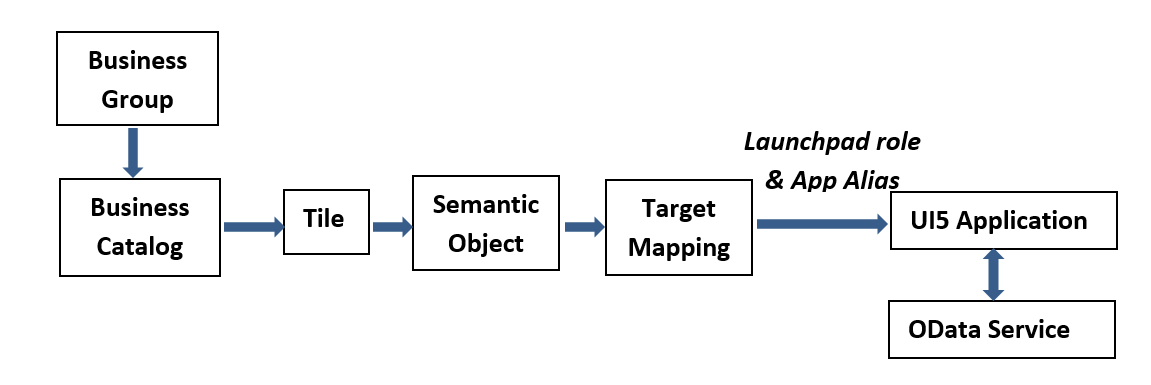 Business
Group
Business
Catalog
Tile
Semantic
Object
Target
Mapping
Launchpad role
& App Alias
UI5 Application
OData Service